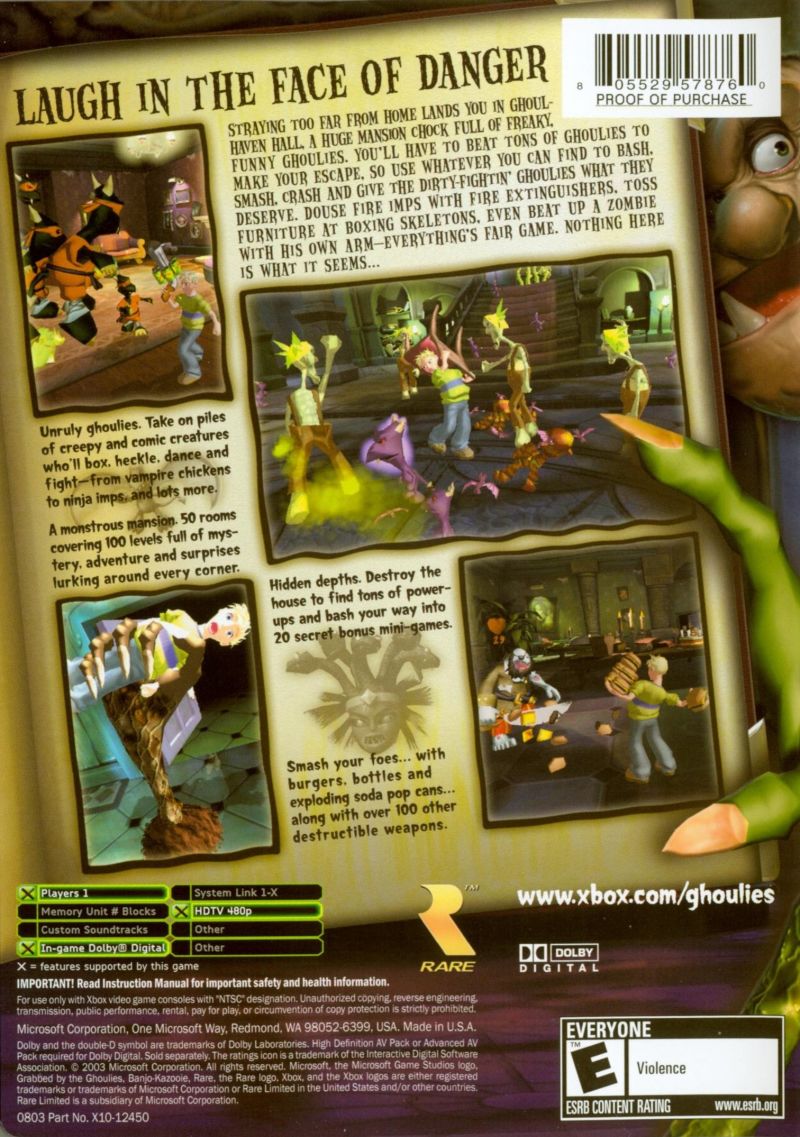 LAUGH IN THE FACE OF DANGER
8 05529 57876 0
PROOF OF PURCHASE
STRAYING TOO FAR FROM HOME LANDS YOU IN GHOUL-
HAVEN HALL, A HUGE MANSION CHOCK FULL OF FREAKY,
FUNNY GHOULIES. YOU'LL HAVE TO BEAT TONS OF GHOULIES TO
MAKE YOUR ESCAPE, SO USE WHATEVER YOU CAN FIND TO BASH,
SMASH, CRASH AND GIVE THE DIRTY-FIGHTIN' GHOULIES WHAT THEY
DESERVE. DOUSE FIRE IMPS WITH FIRE EXTINGUISHERS, TOSS
FURNITURE AT BOXING SKELETONS, EVEN BEAT UP A ZOMBIE
WITH HIS OWN ARM—EVERYTHING'S FAIR GAME. NOTHING HERE
IS WHAT IT SEEMS...
Unruly ghoulies. Take on piles
of creepy and comic creatures
who'll box, heckle, dance and
fight—from vampire chickens
to ninja imps, and lots more.
A monstrous mansion. 50 rooms
covering 100 levels full of mys-
tery, adventure and surprises
lurking around every corner.
Hidden depths. Destroy the
house to find tons of power-
ups and bash your way into
20 secret bonus mini-games.
Smash your foes... with
burgers, bottles and
exploding soda pop cans...
along with over 100 other
destructible weapons.
X Players 1
System Link 1-X
Memory Unit # Blocks
X HDTV 480p
Custom Soundtracks
Other
X In-game Dolby® Digital
Other
X = features supported by this game
R™
RARE
www.xbox.com/ghoulies
DOLBY
DIGITAL
IMPORTANT! Read Instruction Manual for important safety and health information.
For use only with Xbox video game consoles with "NTSC" designation. Unauthorized copying, reverse engineering,
transmission, public performance, rental, pay for play, or circumvention of copy protection is strictly prohibited.
Microsoft Corporation, One Microsoft Way, Redmond, WA 98052-6399, USA. Made in U.S.A.
Dolby and the double-D symbol are trademarks of Dolby Laboratories. High Definition AV Pack or Advanced AV
Pack required for Dolby Digital. Sold separately. The ratings icon is a trademark of the Interactive Digital Software
Association. © 2003 Microsoft Corporation. All rights reserved. Microsoft, the Microsoft Game Studios logo,
Grabbed by the Ghoulies, Banjo-Kazooie, Rare, the Rare logo, Xbox, and the Xbox logos are either registered
trademarks or trademarks of Microsoft Corporation or Rare Limited in the United States and/or other countries.
Rare Limited is a subsidiary of Microsoft Corporation.
0803 Part No. X10-12450
EVERYONE
E™
Violence
ESRB CONTENT RATING www.esrb.org